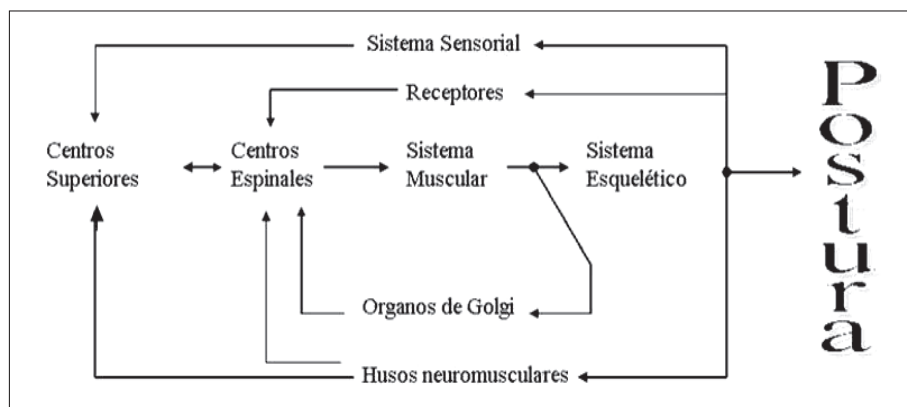 Sistema Sensorial
Receptores
Centros
Superiores
Centros
Espinales
Sistema
Muscular
Sistema
Esquelético
Organos de Golgi
Husos neuromusculares
Postura